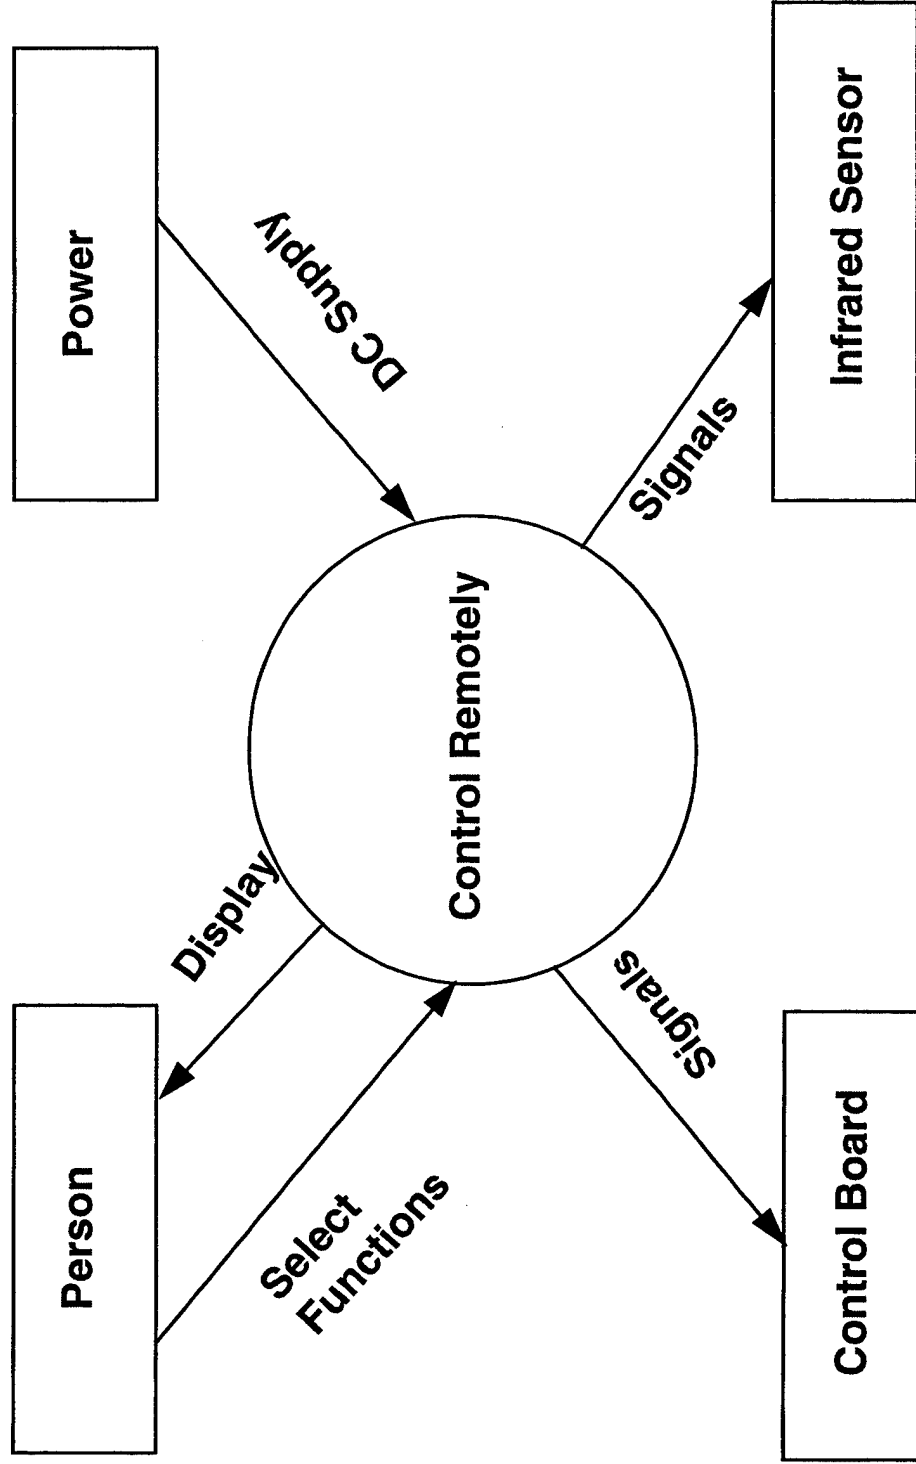 Person
Power
Display
DC Supply
Select
Functions
Control Remotely
Signals
Signals
Control Board
Infrared Sensor